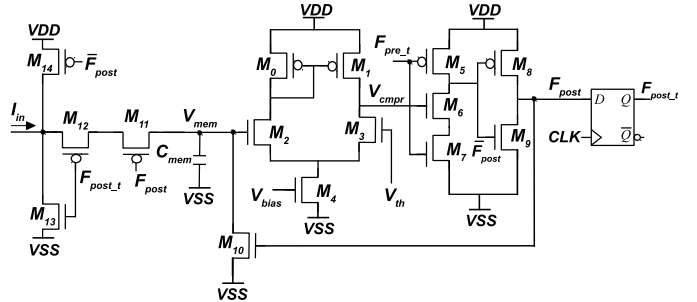 VDD
VDD
VDD
M14
F̅post
M0
M1
Fpre_t
M5
M8
Iin
M12
M11
Vmem
Vcmpr
Fpost
Fpost_t
D
Q
M2
M3
M6
M9
Cmem
M7
F̅post
CLK
Q̅
Fpost_t
Fpost
VSS
Vbias
M4
Vth
M13
VSS
VSS
VSS
M10
VSS